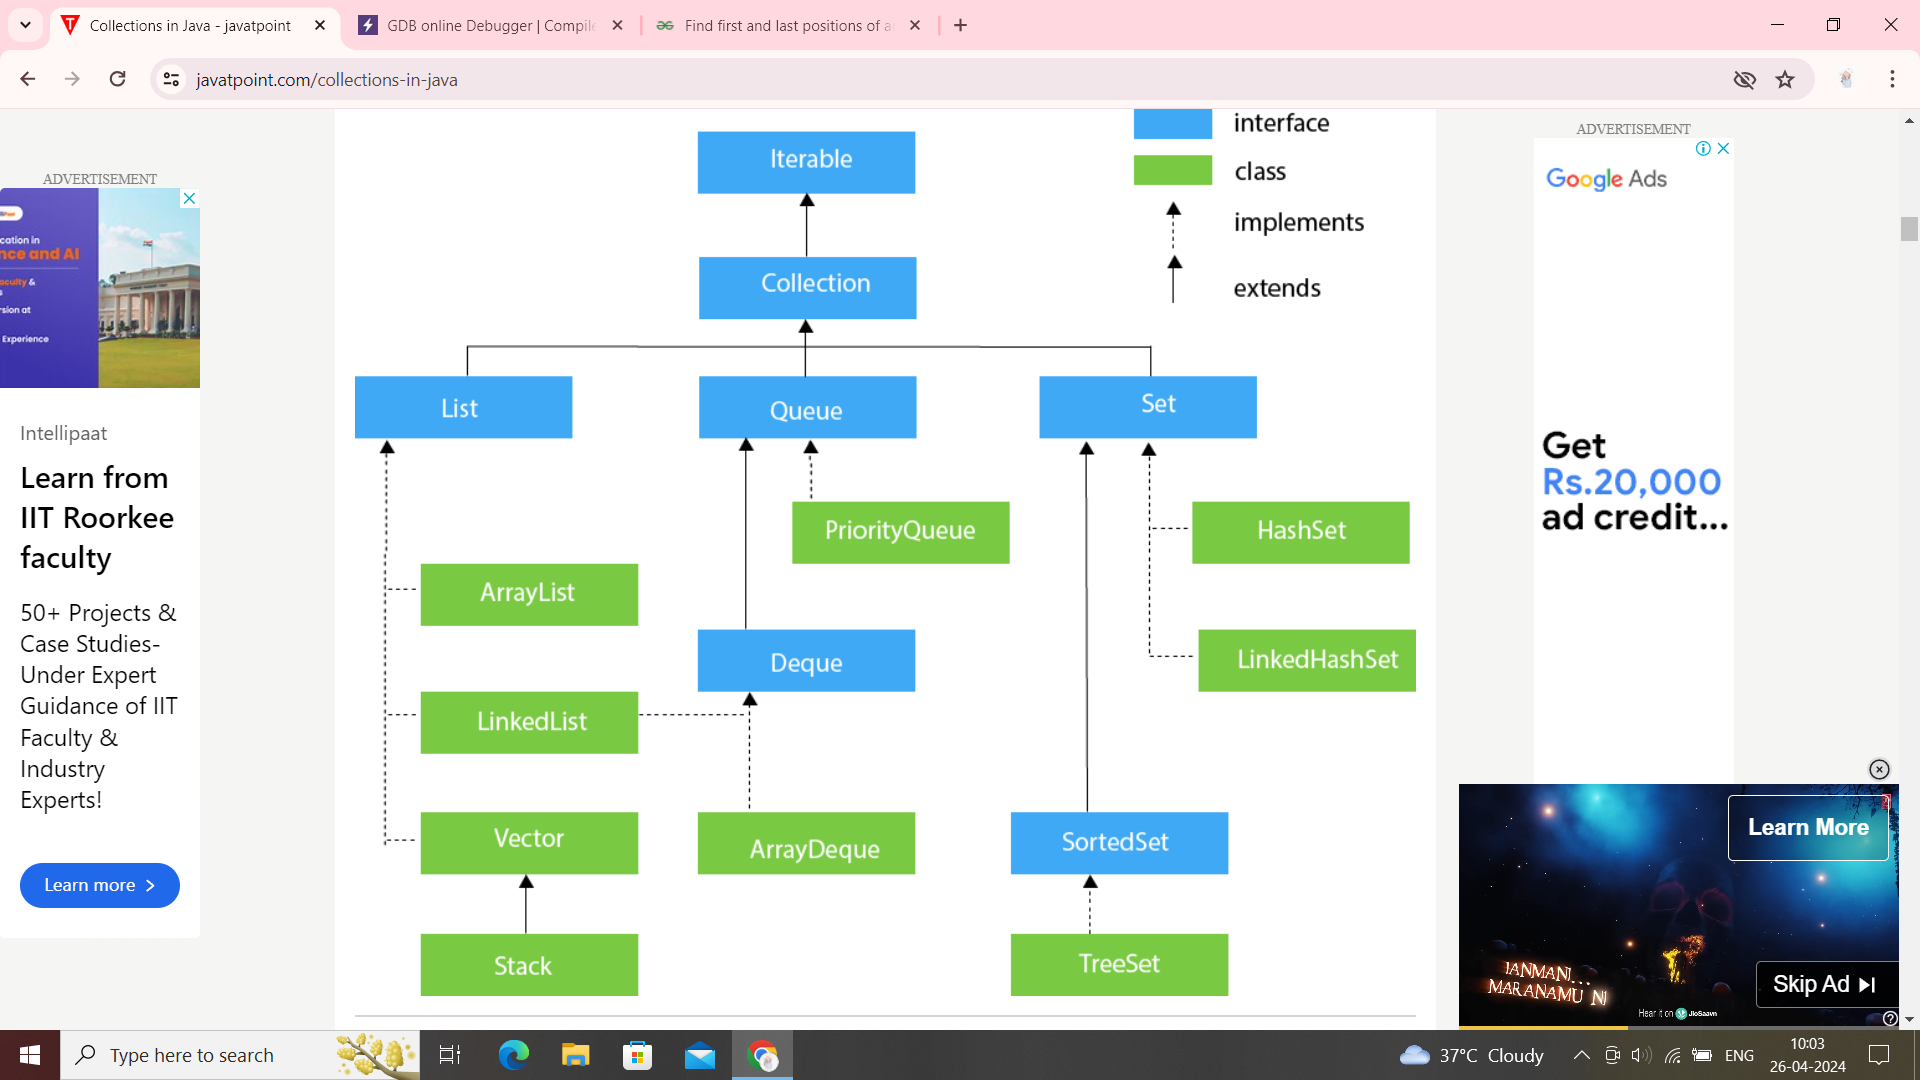 Collections in Java - javatpoint
GDB online Debugger | Compile
Find first and last positions of a
javatpoint.com/collections-in-java
interface
class
implements
extends
Iterable
Collection
List
Queue
Set
PriorityQueue
HashSet
ArrayList
Deque
LinkedHashSet
LinkedList
Vector
ArrayDeque
SortedSet
Stack
TreeSet
ADVERTISEMENT
cation in
nce and AI
aculty &
rsion at
Experience
Intellipaat
Learn from
IIT Roorkee
faculty
50+ Projects &
Case Studies-
Under Expert
Guidance of IIT
Faculty &
Industry
Experts!
Learn more
ADVERTISEMENT
Google Ads
Get
Rs.20,000
ad credit...
Learn More
JANMANI...
MARANAMU NI
Skip Ad
Hear it on JioSaavn
Type here to search
37°C Cloudy
ENG
10:03
26-04-2024